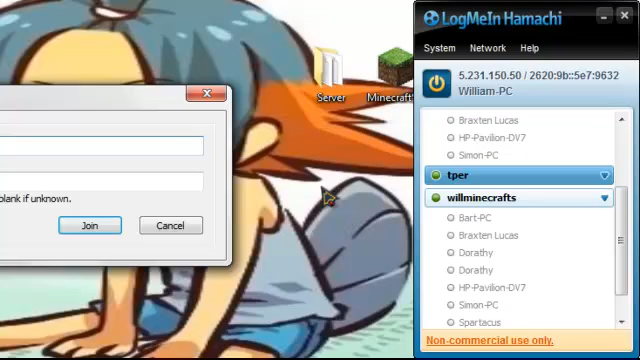 LogMeIn Hamachi
System Network Help
5.231.150.50 / 2620:9b::5e7:9632
William-PC
Braxten Lucas
HP-Pavilion-DV7
Simon-PC
tper
willminecrafts
Bart-PC
Braxten Lucas
Dorathy
Dorathy
HP-Pavilion-DV7
Simon-PC
Spartacus
Non-commercial use only.
Server
Minecraft
blank if unknown.
Join Cancel